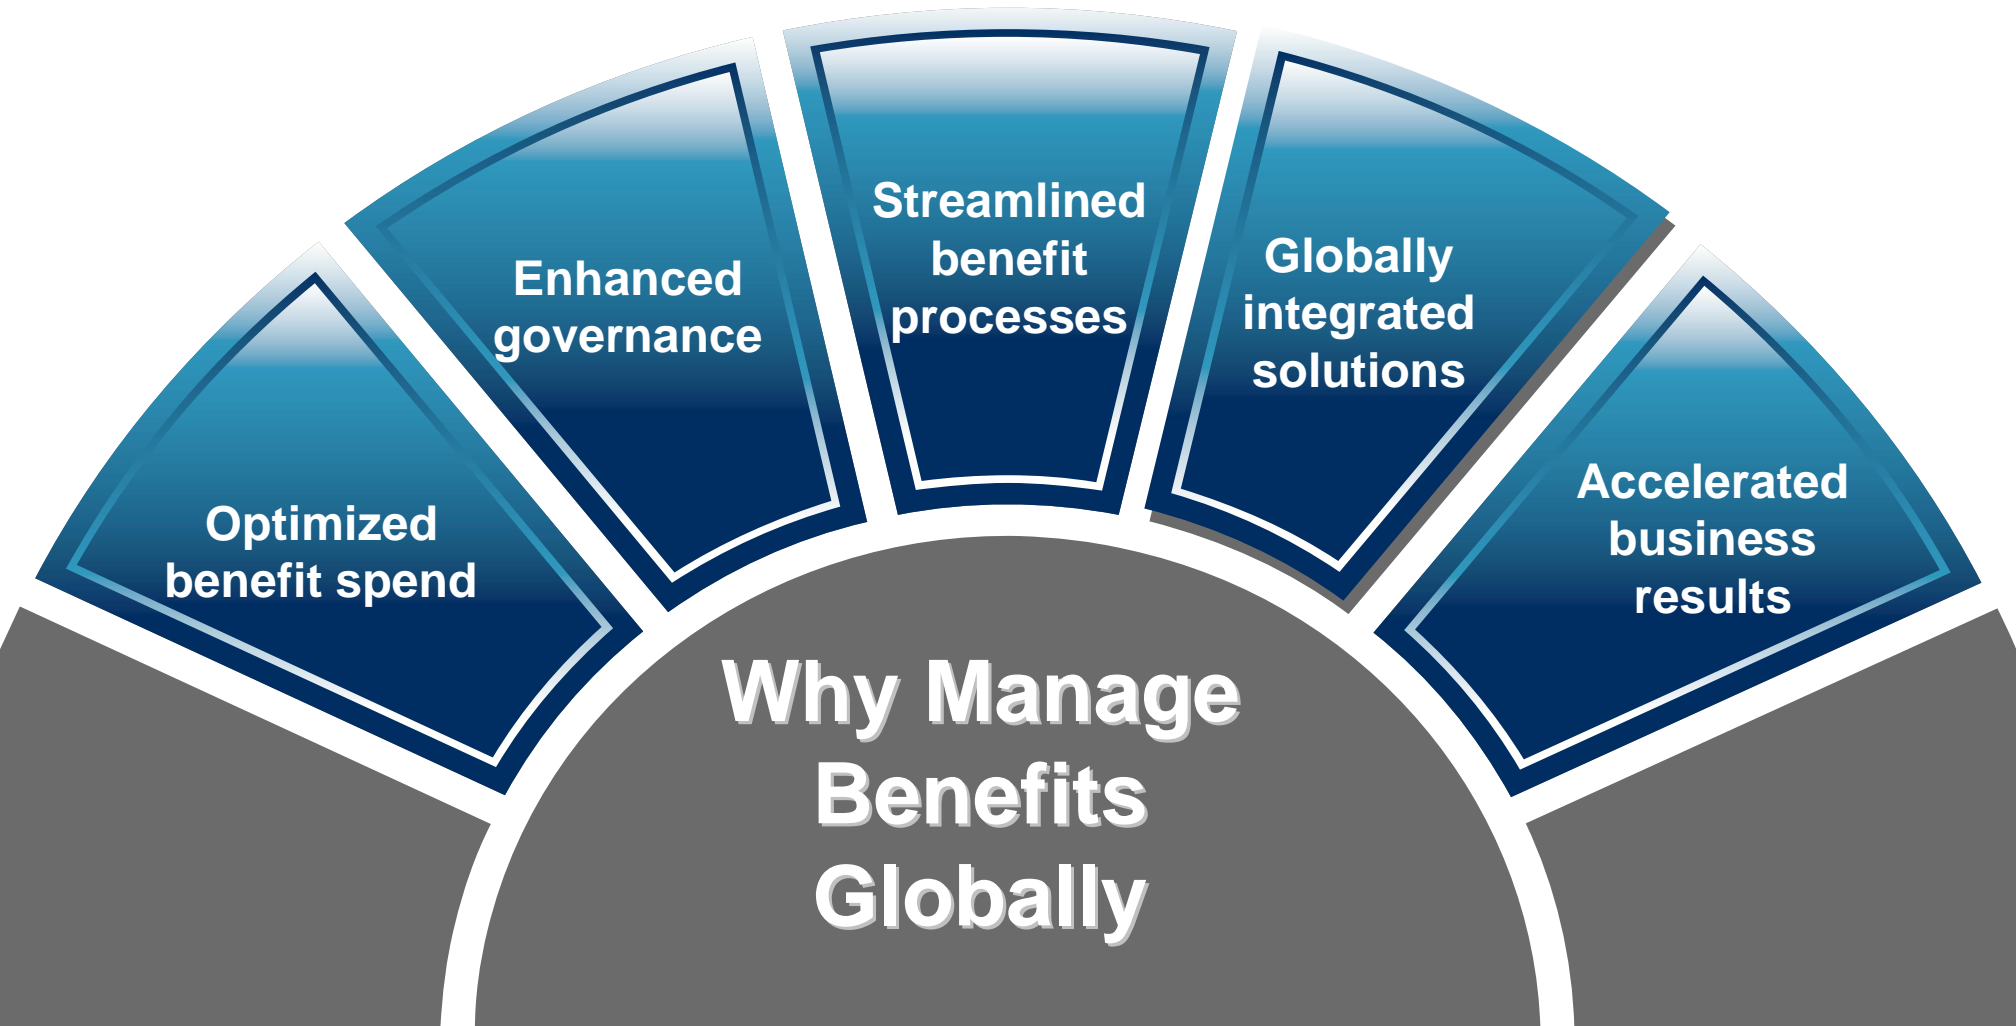 Optimized
benefit spend
Enhanced
governance
Streamlined
benefit
processes
Globally
integrated
solutions
Accelerated
business
results
Why Manage
Benefits
Globally